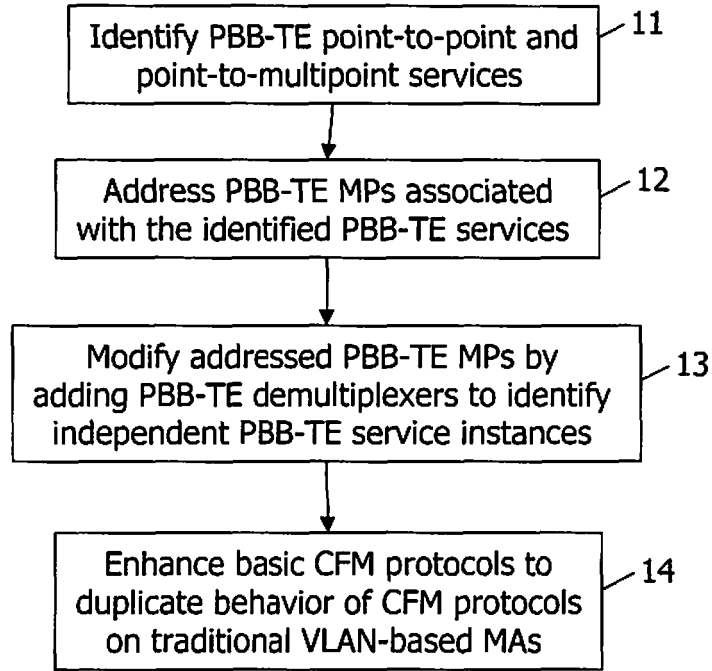 Identify PBB-TE point-to-point and
point-to-multipoint services
11
Address PBB-TE MPs associated
with the identified PBB-TE services
12
Modify addressed PBB-TE MPs by
adding PBB-TE demultiplexers to identify
independent PBB-TE service instances
13
Enhance basic CFM protocols to
duplicate behavior of CFM protocols
on traditional VLAN-based MAs
14